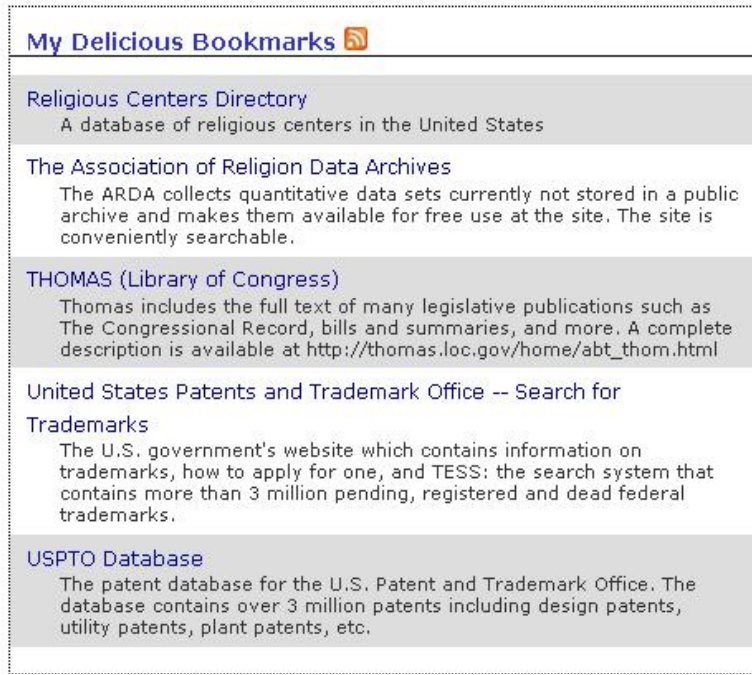 My Delicious Bookmarks
Religious Centers Directory
A database of religious centers in the United States
The Association of Religion Data Archives
The ARDA collects quantitative data sets currently not stored in a public
archive and makes them available for free use at the site. The site is
conveniently searchable.
THOMAS (Library of Congress)
Thomas includes the full text of many legislative publications such as
The Congressional Record, bills and summaries, and more. A complete
description is available at http://thomas.loc.gov/home/abt_thom.html
United States Patents and Trademark Office -- Search for
Trademarks
The U.S. government's website which contains information on
trademarks, how to apply for one, and TESS: the search system that
contains more than 3 million pending, registered and dead federal
trademarks.
USPTO Database
The patent database for the U.S. Patent and Trademark Office. The
database contains over 3 million patents including design patents,
utility patents, plant patents, etc.